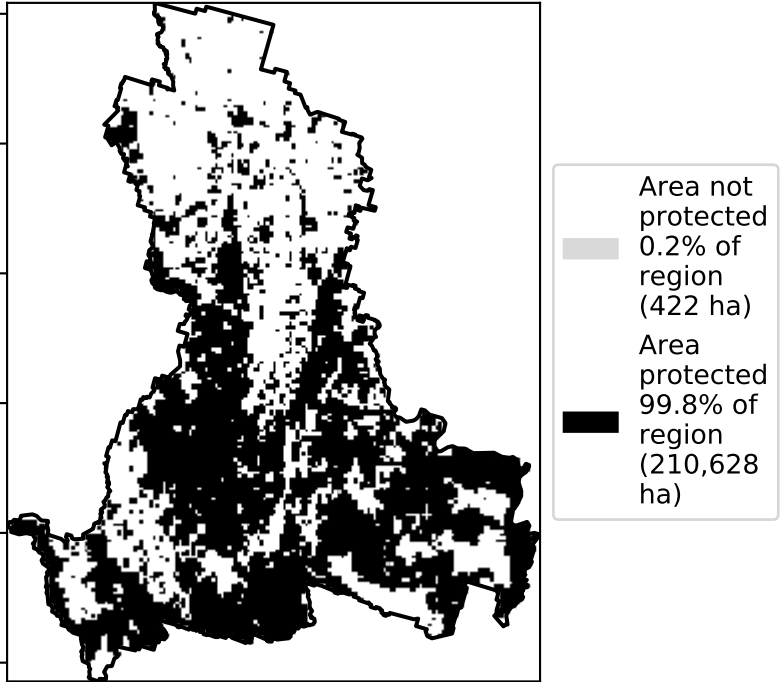 Area not
protected
0.2% of
region
(422 ha)
Area
protected
99.8% of
region
(210,628
ha)